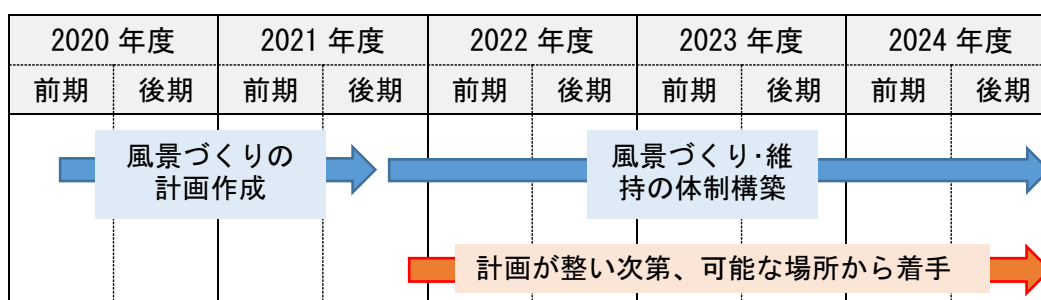 2020 年度 2021 年度 2022 年度 2023 年度 2024 年度
前期 後期 前期 後期 前期 後期 前期 後期 前期 後期
風景づくりの
計画作成
風景づくり･維
持の体制構築
計画が整い次第、可能な場所から着手